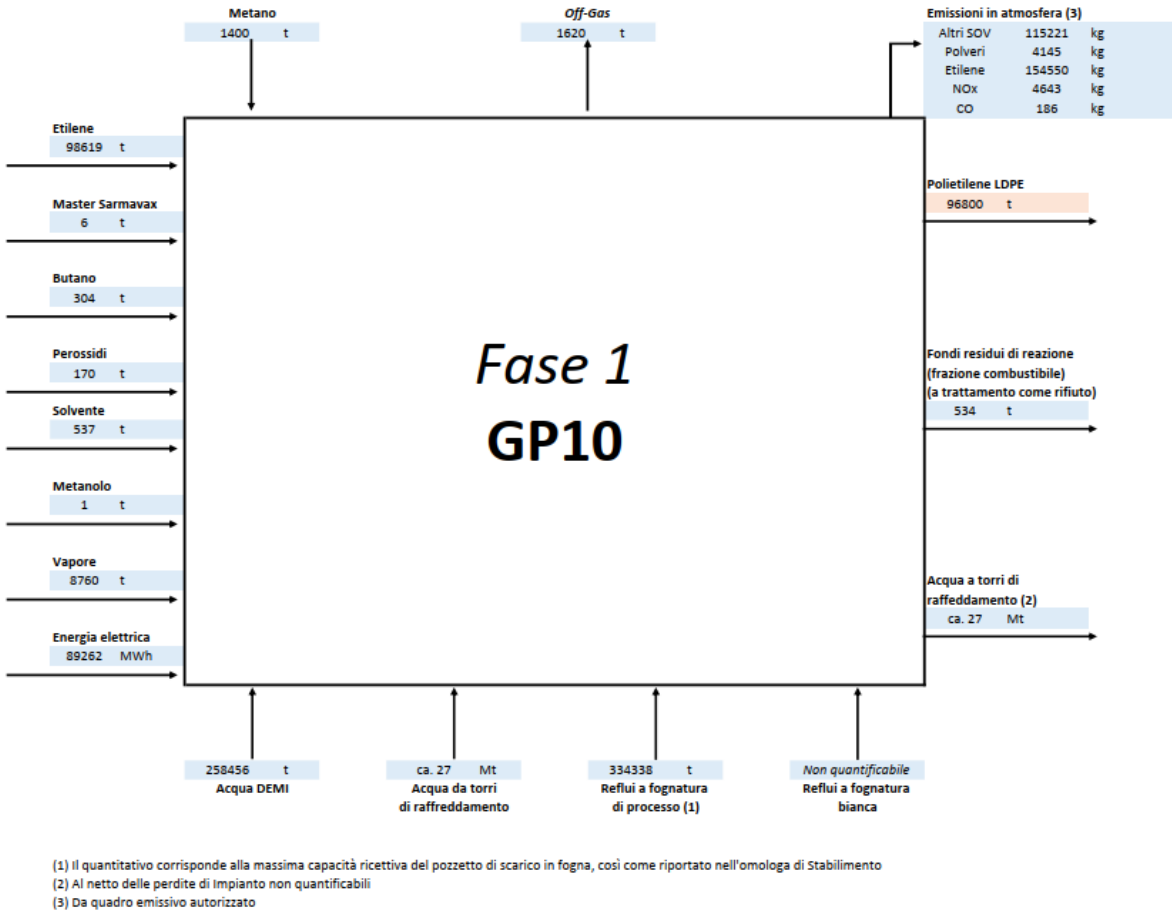 Metano
1400 t
Off-Gas
1620 t
Emissioni in atmosfera (3)
Altri SOV 115221 kg
Polveri 4145 kg
Etilene 154550 kg
NOx 4643 kg
CO 186 kg
Etilene
98619 t
Master Sarmavax
6 t
Butano
304 t
Perossidi
170 t
Solvente
537 t
Metanolo
1 t
Vapore
8760 t
Energia elettrica
89262 MWh
Fase 1
GP10
Polietilene LDPE
96800 t
Fondi residui di reazione
(frazione combustibile)
(a trattamento come rifiuto)
534 t
Acqua a torri di
raffeddamento (2)
ca. 27 Mt
258456 t
Acqua DEMI
ca. 27 Mt
Acqua da torri
di raffreddamento
334338 t
Reflui a fognatura
di processo (1)
Non quantificabile
Reflui a fognatura
bianca
(1) Il quantitativo corrisponde alla massima capacità ricettiva del pozzetto di scarico in fogna, così come riportato nell'omologa di Stabilimento
(2) Al netto delle perdite di Impianto non quantificabili
(3) Da quadro emissivo autorizzato